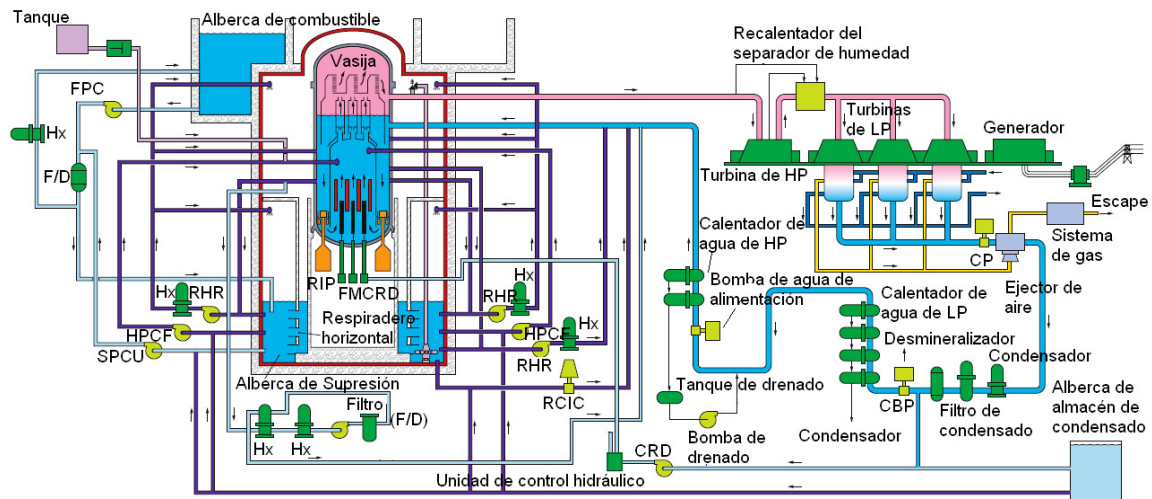 Tanque
Alberca de combustible
FPC
Hx
F/D
Vasija
Recalentador del
separador de humedad
Turbinas
de LP
Generador
Turbina de HP
Escape
Sistema
de gas
CP
Ejector de
aire
Calentador de
agua de HP
Bomba de agua de
alimentación
Calentador de
agua de LP
Desmineralizador
Condensador
CBP
Filtro de
condensado
Alberca de
almacén de
condensado
Tanque de drenado
Condensador
Bomba de
drenado
RIP
FMCRD
Hx
RHR
HPCF
SPCU
Respiradero
horizontal
Alberca de Supresión
RHR
Hx
HPCF
Hx
RHR
RCIC
Filtro
(F/D)
Hx
Hx
CRD
Unidad de control hidráulico